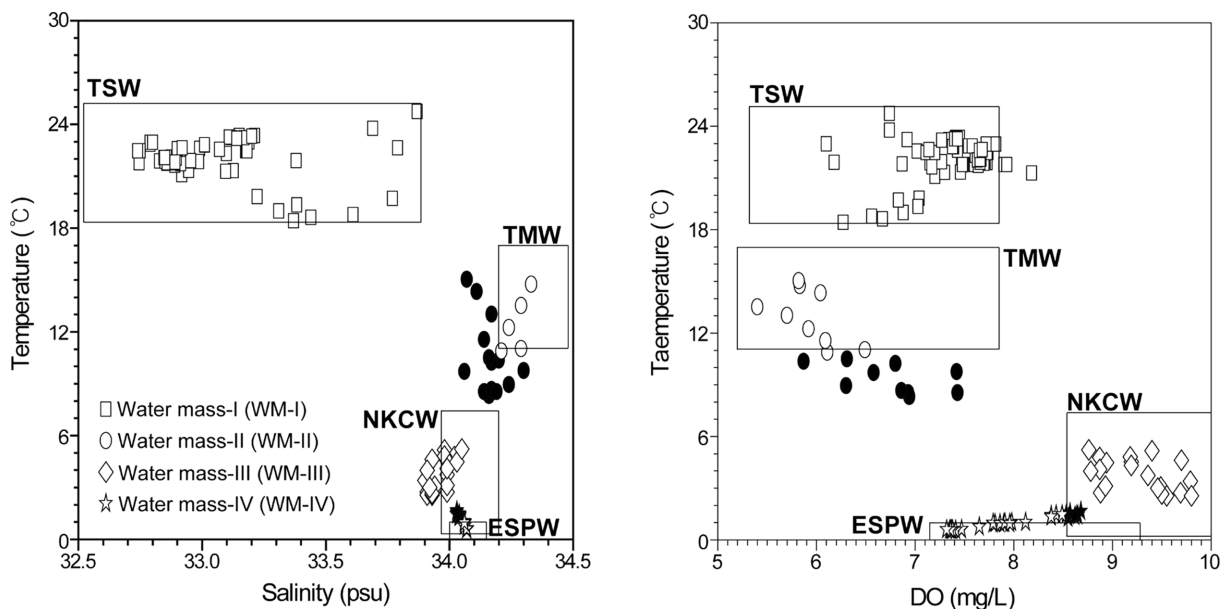 30
24
18
12
6
0
Temperature (℃)
TSW
TMW
NKCW
ESPW
Water mass-I (WM-I)
Water mass-II (WM-II)
Water mass-III (WM-III)
Water mass-IV (WM-IV)
32.5
33.0
33.5
34.0
34.5
Salinity (psu)
30
24
18
12
6
0
Taemperature (℃)
TSW
TMW
NKCW
ESPW
5
6
7
8
9
10
DO (mg/L)